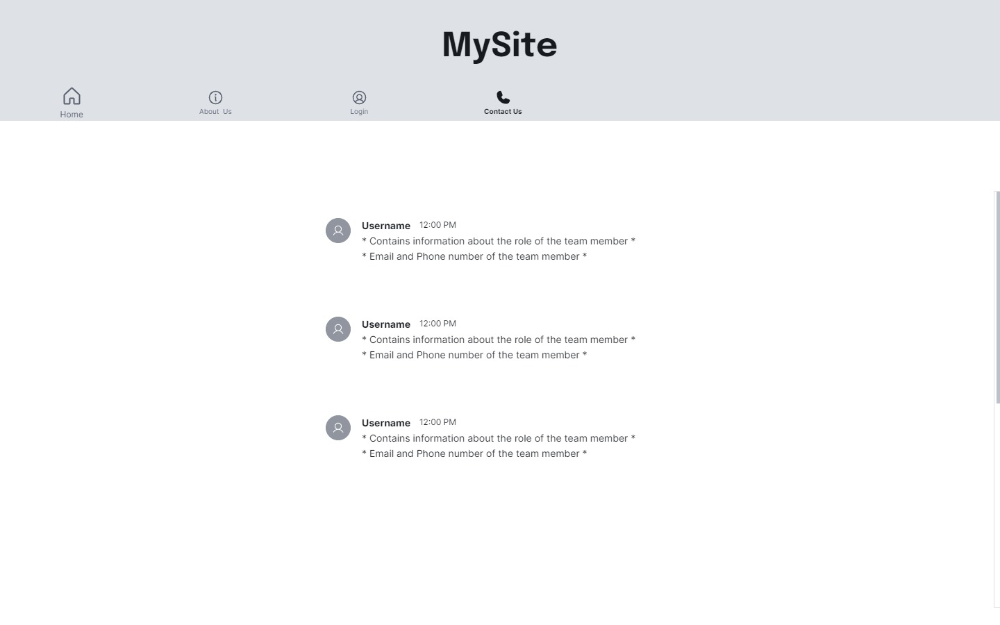 MySite
Home
About Us
Login
Contact Us
Username 12:00 PM
* Contains information about the role of the team member *
* Email and Phone number of the team member *
Username 12:00 PM
* Contains information about the role of the team member *
* Email and Phone number of the team member *
Username 12:00 PM
* Contains information about the role of the team member *
* Email and Phone number of the team member *